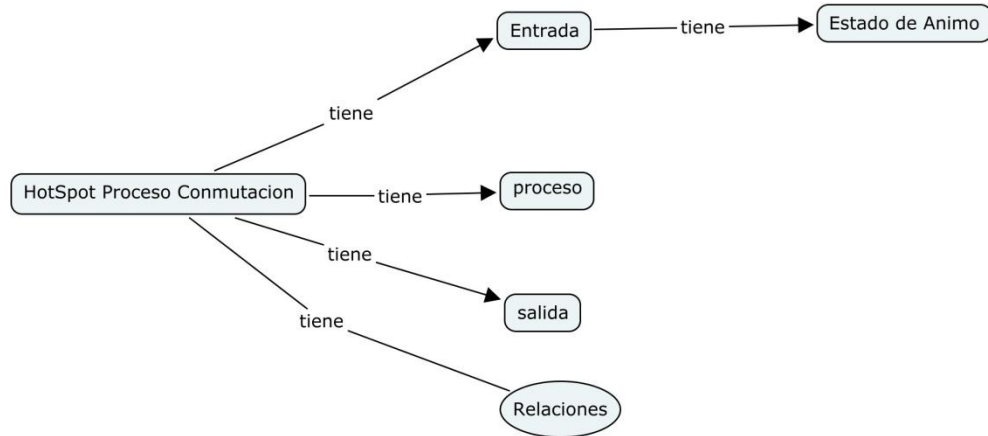 Entrada
tiene
Estado de Animo
tiene
HotSpot Proceso Conmutacion
tiene
proceso
tiene
salida
tiene
Relaciones